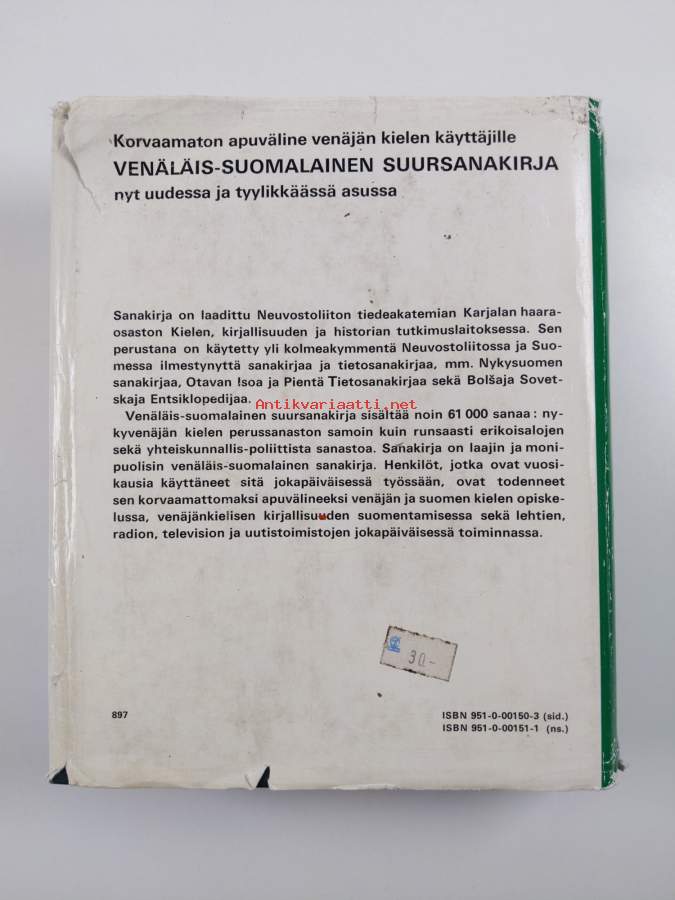 Korvaamaton apuväline venäjän kielen käyttäjille
VENÄLÄIS-SUOMALAINEN SUURSANAKIRJA
nyt uudessa ja tyylikkäässä asussa
Sanakirja on laadittu Neuvostoliiton tiedeakatemian Karjalan haara-
osaston Kielen, kirjallisuuden ja historian tutkimuslaitoksessa. Sen
perustana on käytetty yli kolmeakymmentä Neuvostoliitossa ja Suo-
messa ilmestynyttä sanakirjaa ja tietosanakirjaa, mm. Nykysuomen
sanakirjaa, Otavan Isoa ja Pientä Tietosanakirjaa sekä Bolšaja Sovet-
skaja Entsiklopedijaa.
Antikvariaatti.net
Venäläis-suomalainen suursanakirja sisältää noin 61 000 sanaa: ny-
kyvenäjän kielen perussanaston samoin kuin runsaasti erikoisalojen
sekä yhteiskunnallis-poliittista sanastoa. Sanakirja on laajin ja moni-
puolisin venäläis-suomalainen sanakirja. Henkilöt, jotka ovat vuosi-
kausia käyttäneet sitä jokapäiväisessä työssään, ovat todenneet
sen korvaamattomaksi apuvälineeksi venäjän ja suomen kielen opiske-
lussa, venäjänkielisen kirjallisuuden suomentamisessa sekä lehtien,
radion, television ja uutistoimistojen jokapäiväisessä toiminnassa.
30-
897
ISBN 951-0-00150-3 (sid.)
ISBN 951-0-00151-1 (ns.)